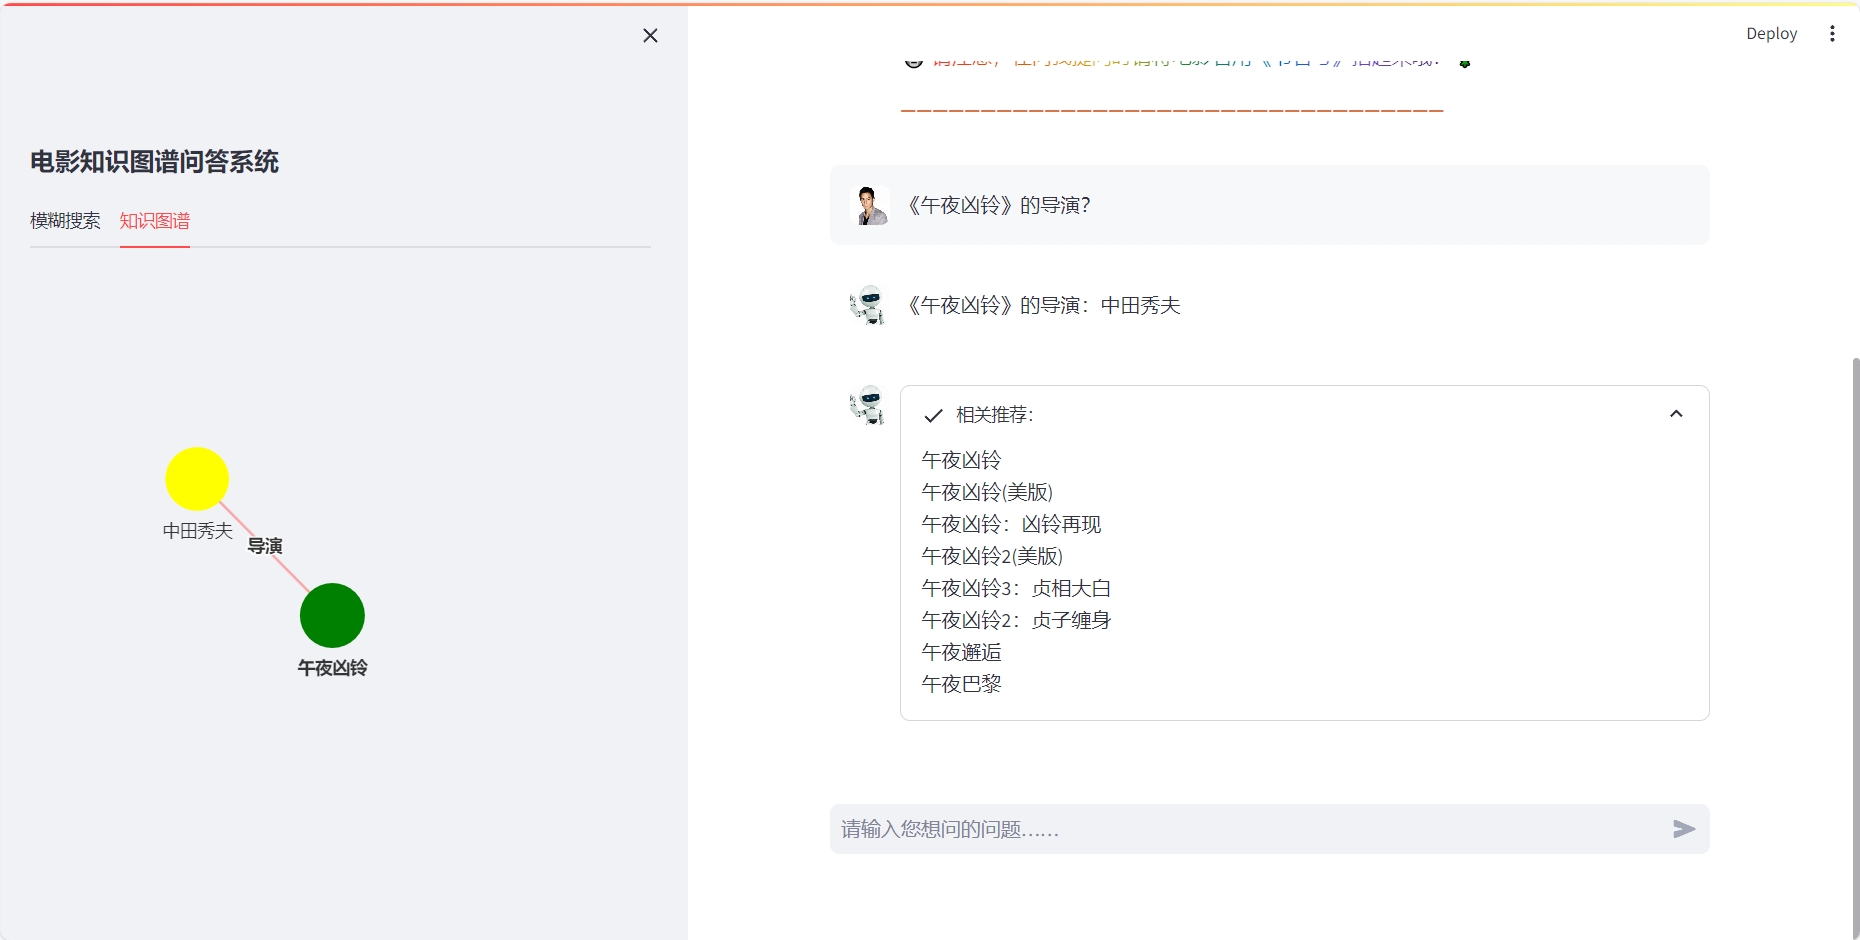 Deploy
电影知识图谱问答系统
模糊搜索 知识图谱
中田秀夫
导演
午夜凶铃
《午夜凶铃》的导演？
《午夜凶铃》的导演：中田秀夫
相关推荐：
午夜凶铃
午夜凶铃(美版)
午夜凶铃：凶铃再现
午夜凶铃2(美版)
午夜凶铃3：贞相大白
午夜凶铃2：贞子缠身
午夜邂逅
午夜巴黎
请输入您想问的问题……